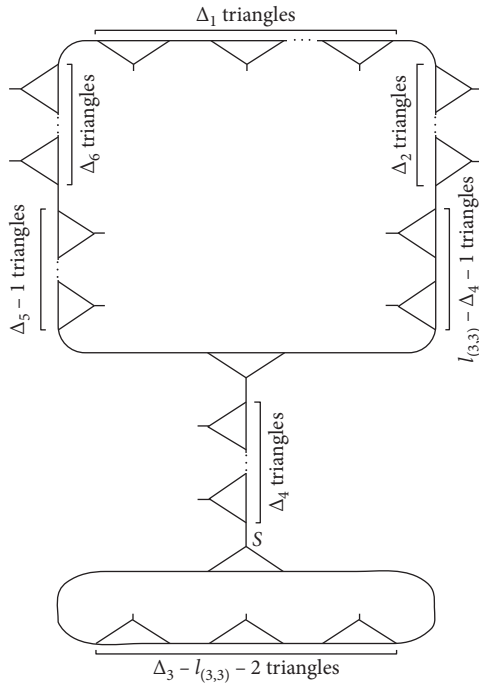 Δ₁ triangles
Δ₆ triangles
Δ₂ triangles
Δ₅ – 1 triangles
l₍₃,₃₎ – Δ₄ – 1 triangles
Δ₄ triangles
S
Δ₃ – l₍₃,₃₎ – 2 triangles